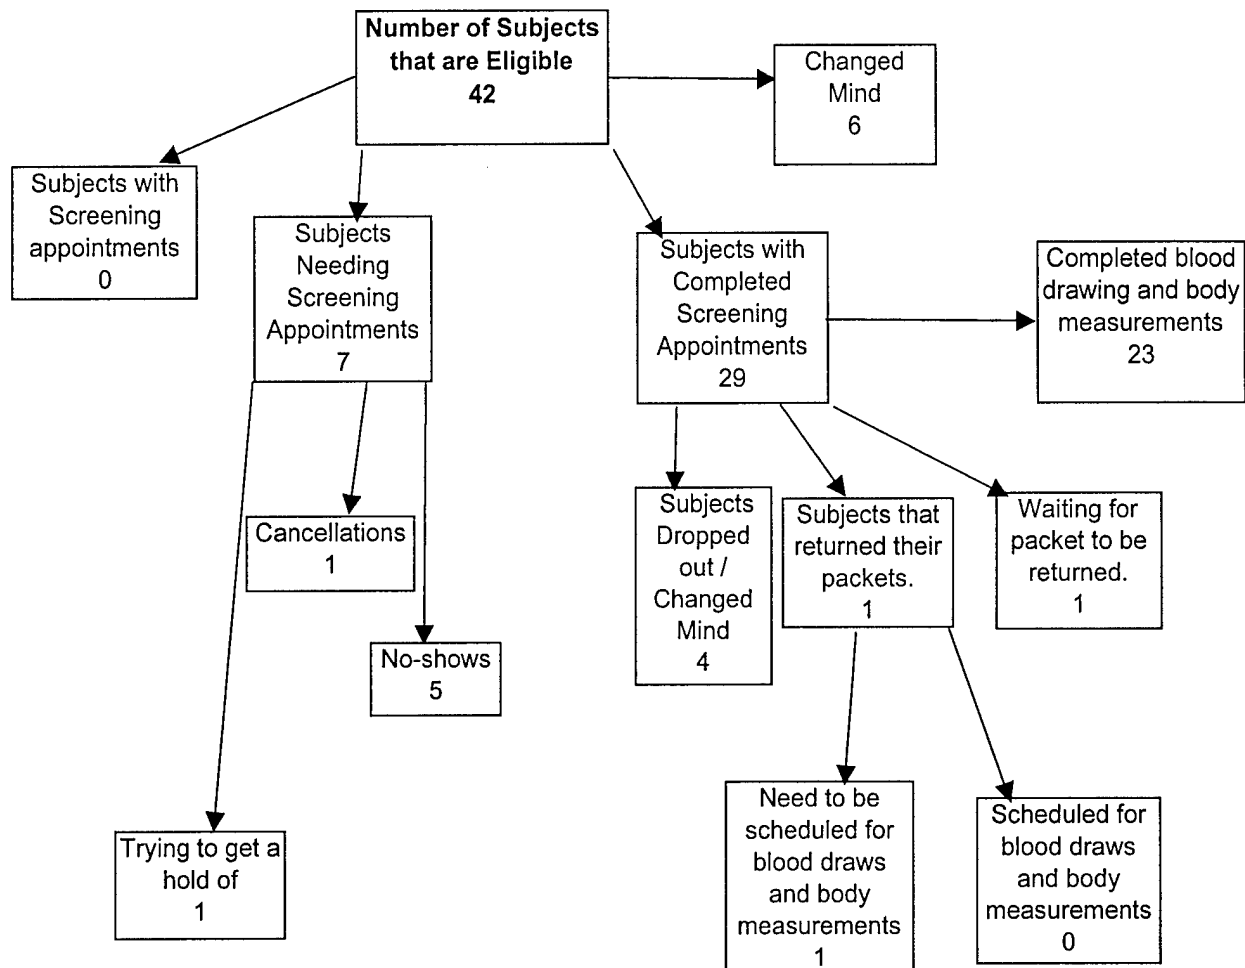 Number of Subjects
that are Eligible
42
Changed
Mind
6
Subjects with
Screening
appointments
0
Subjects
Needing
Screening
Appointments
7
Subjects with
Completed
Screening
Appointments
29
Completed blood
drawing and body
measurements
23
Cancellations
1
No-shows
5
Trying to get a
hold of
1
Subjects
Dropped
out /
Changed
Mind
4
Subjects that
returned their
packets.
1
Waiting for
packet to be
returned.
1
Need to be
scheduled for
blood draws
and body
measurements
1
Scheduled for
blood draws
and body
measurements
0